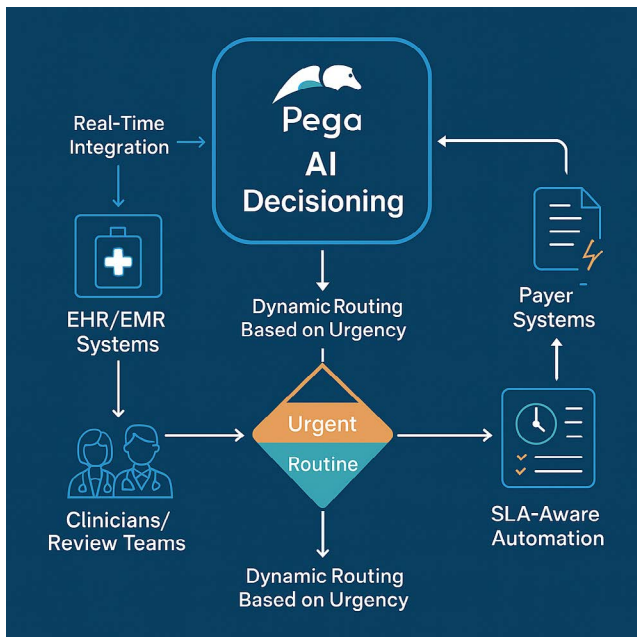 Pega
AI
Decisioning
Real-Time
Integration
EHR/EMR
Systems
Dynamic Routing
Based on Urgency
Payer
Systems
Urgent
Routine
Clinicians/
Review Teams
SLA-Aware
Automation
Dynamic Routing
Based on Urgency